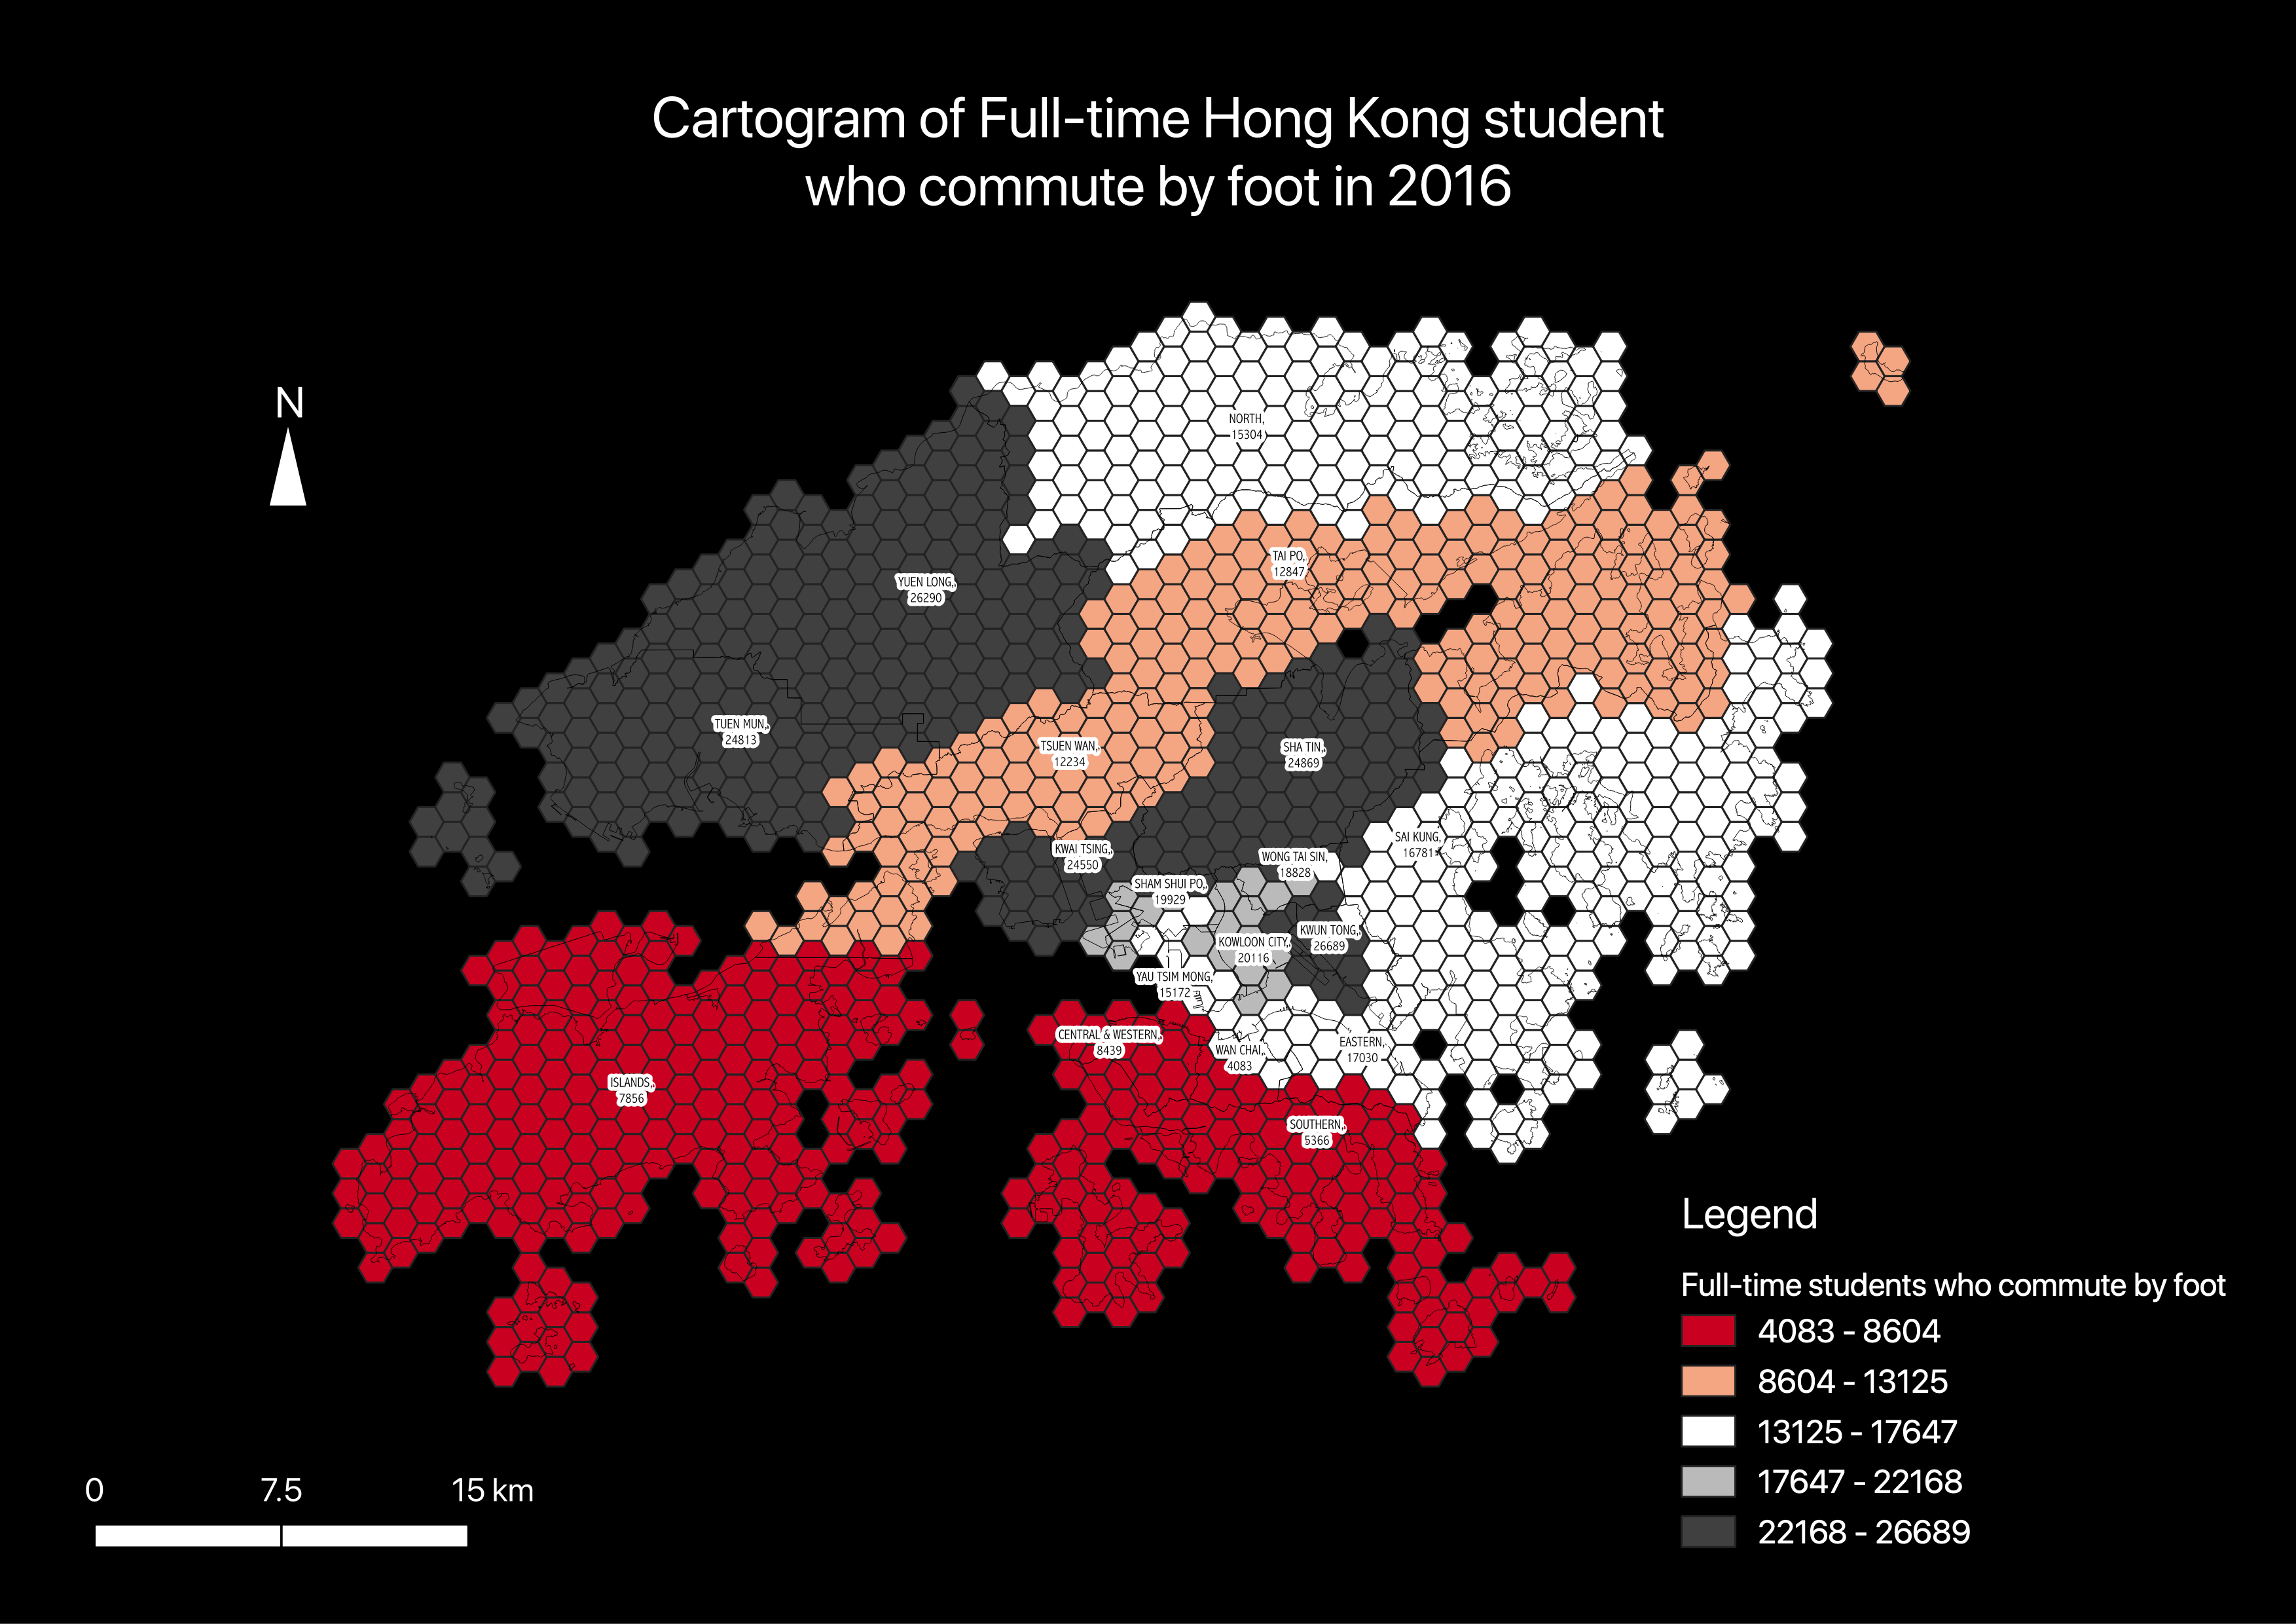 Cartogram of Full-time Hong Kong student
who commute by foot in 2016
N
NORTH,
15304
TAI PO,
12847
YUEN LONG,
26290
TUEN MUN,
24813
TSUEN WAN,
12234
SHA TIN,
24869
SAI KUNG,
16781
KWAI TSING,
24550
WONG TAI SIN,
18828
SHAM SHUI PO,
19929
KWUN TONG,
26689
KOWLOON CITY,
20116
YAU TSIM MONG,
15172
CENTRAL & WESTERN,
8439
WAN CHAI,
4083
EASTERN,
17030
ISLANDS,
7856
SOUTHERN,
5366
Legend
Full-time students who commute by foot
4083 - 8604
8604 - 13125
13125 - 17647
17647 - 22168
22168 - 26689
0 7.5 15 km